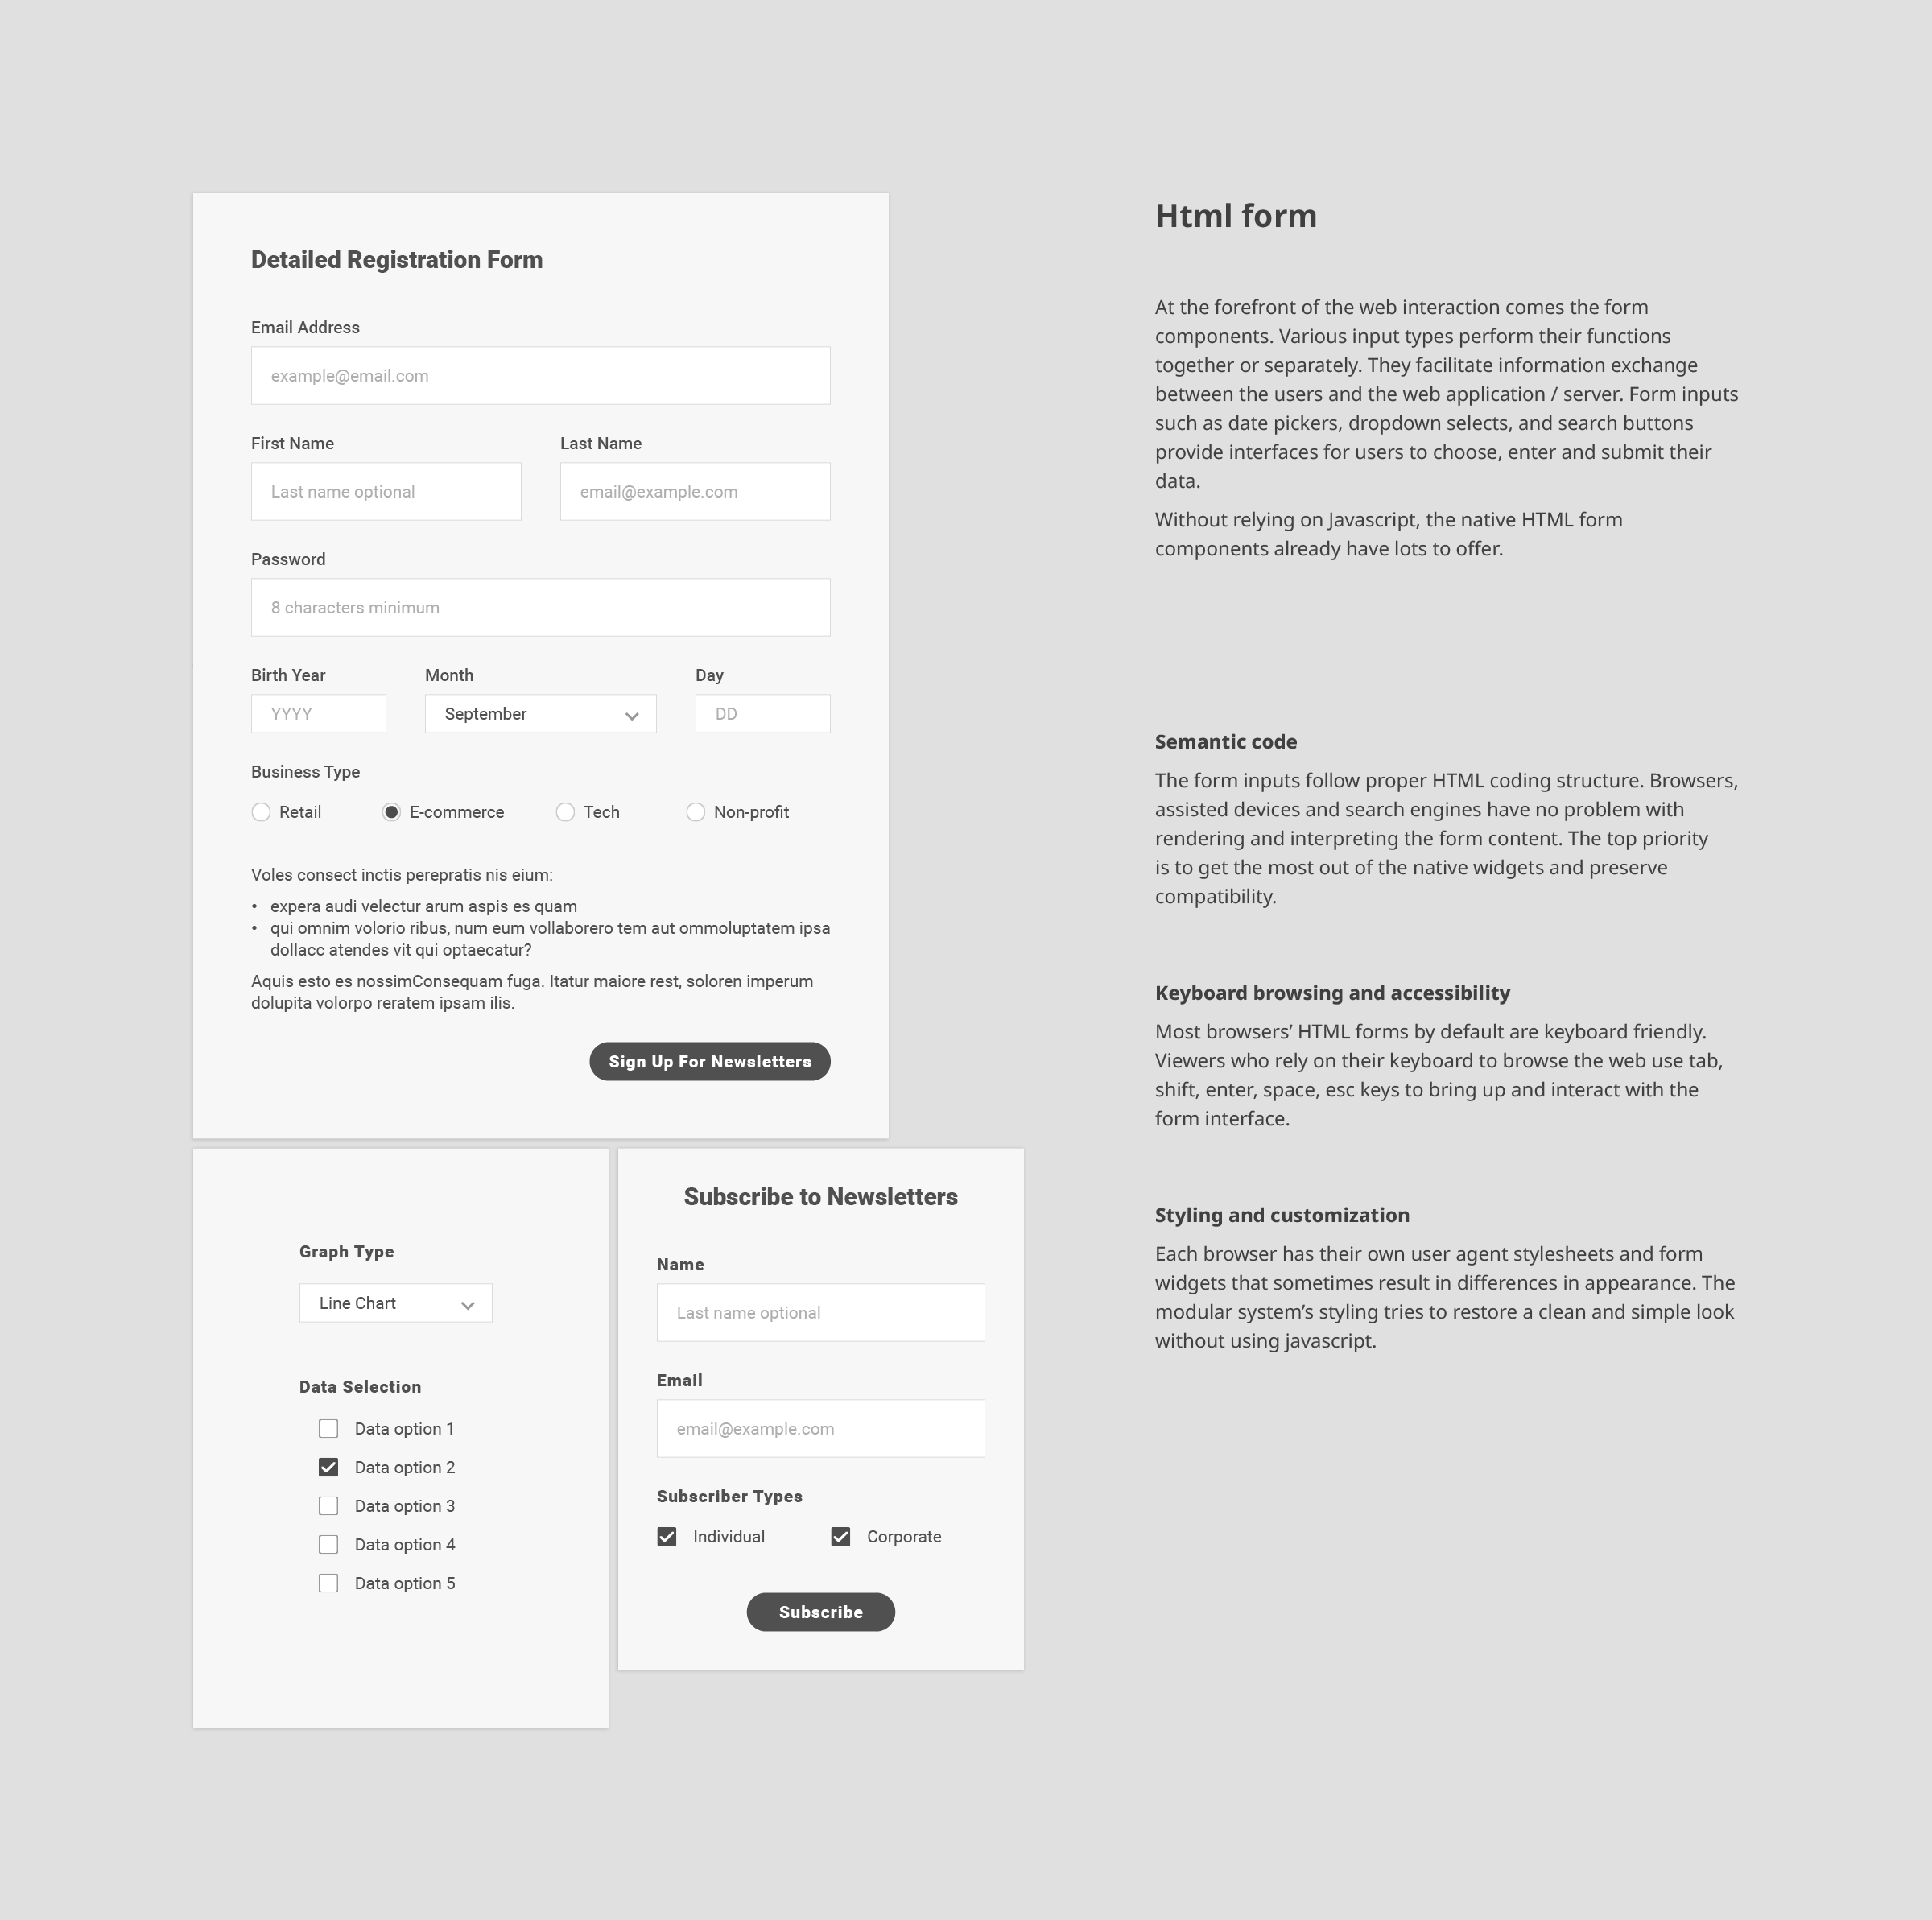 Detailed Registration Form
Email Address
example@email.com
First Name
Last Name
Last name optional
email@example.com
Password
8 characters minimum
Birth Year
Month
Day
YYYY
September
DD
Business Type
Retail
E-commerce
Tech
Non-profit
Voles consect inctis perepratis nis eium:
• expera audi velectur arum aspis es quam
• qui omnim volorio ribus, num eum vollaborero tem aut ommoluptatem ipsa
dollacc atendes vit qui optaecatur?
Aquis esto es nossimConsequam fuga. Itatur maiore rest, soloren imperum
dolupita volorpo reratem ipsam ilis.
Sign Up For Newsletters
Graph Type
Line Chart
Data Selection
Data option 1
Data option 2
Data option 3
Data option 4
Data option 5
Subscribe to Newsletters
Name
Last name optional
Email
email@example.com
Subscriber Types
Individual
Corporate
Subscribe
Html form
At the forefront of the web interaction comes the form
components. Various input types perform their functions
together or separately. They facilitate information exchange
between the users and the web application / server. Form inputs
such as date pickers, dropdown selects, and search buttons
provide interfaces for users to choose, enter and submit their
data.
Without relying on Javascript, the native HTML form
components already have lots to offer.
Semantic code
The form inputs follow proper HTML coding structure. Browsers,
assisted devices and search engines have no problem with
rendering and interpreting the form content. The top priority
is to get the most out of the native widgets and preserve
compatibility.
Keyboard browsing and accessibility
Most browsers’ HTML forms by default are keyboard friendly.
Viewers who rely on their keyboard to browse the web use tab,
shift, enter, space, esc keys to bring up and interact with the
form interface.
Styling and customization
Each browser has their own user agent stylesheets and form
widgets that sometimes result in differences in appearance. The
modular system’s styling tries to restore a clean and simple look
without using javascript.